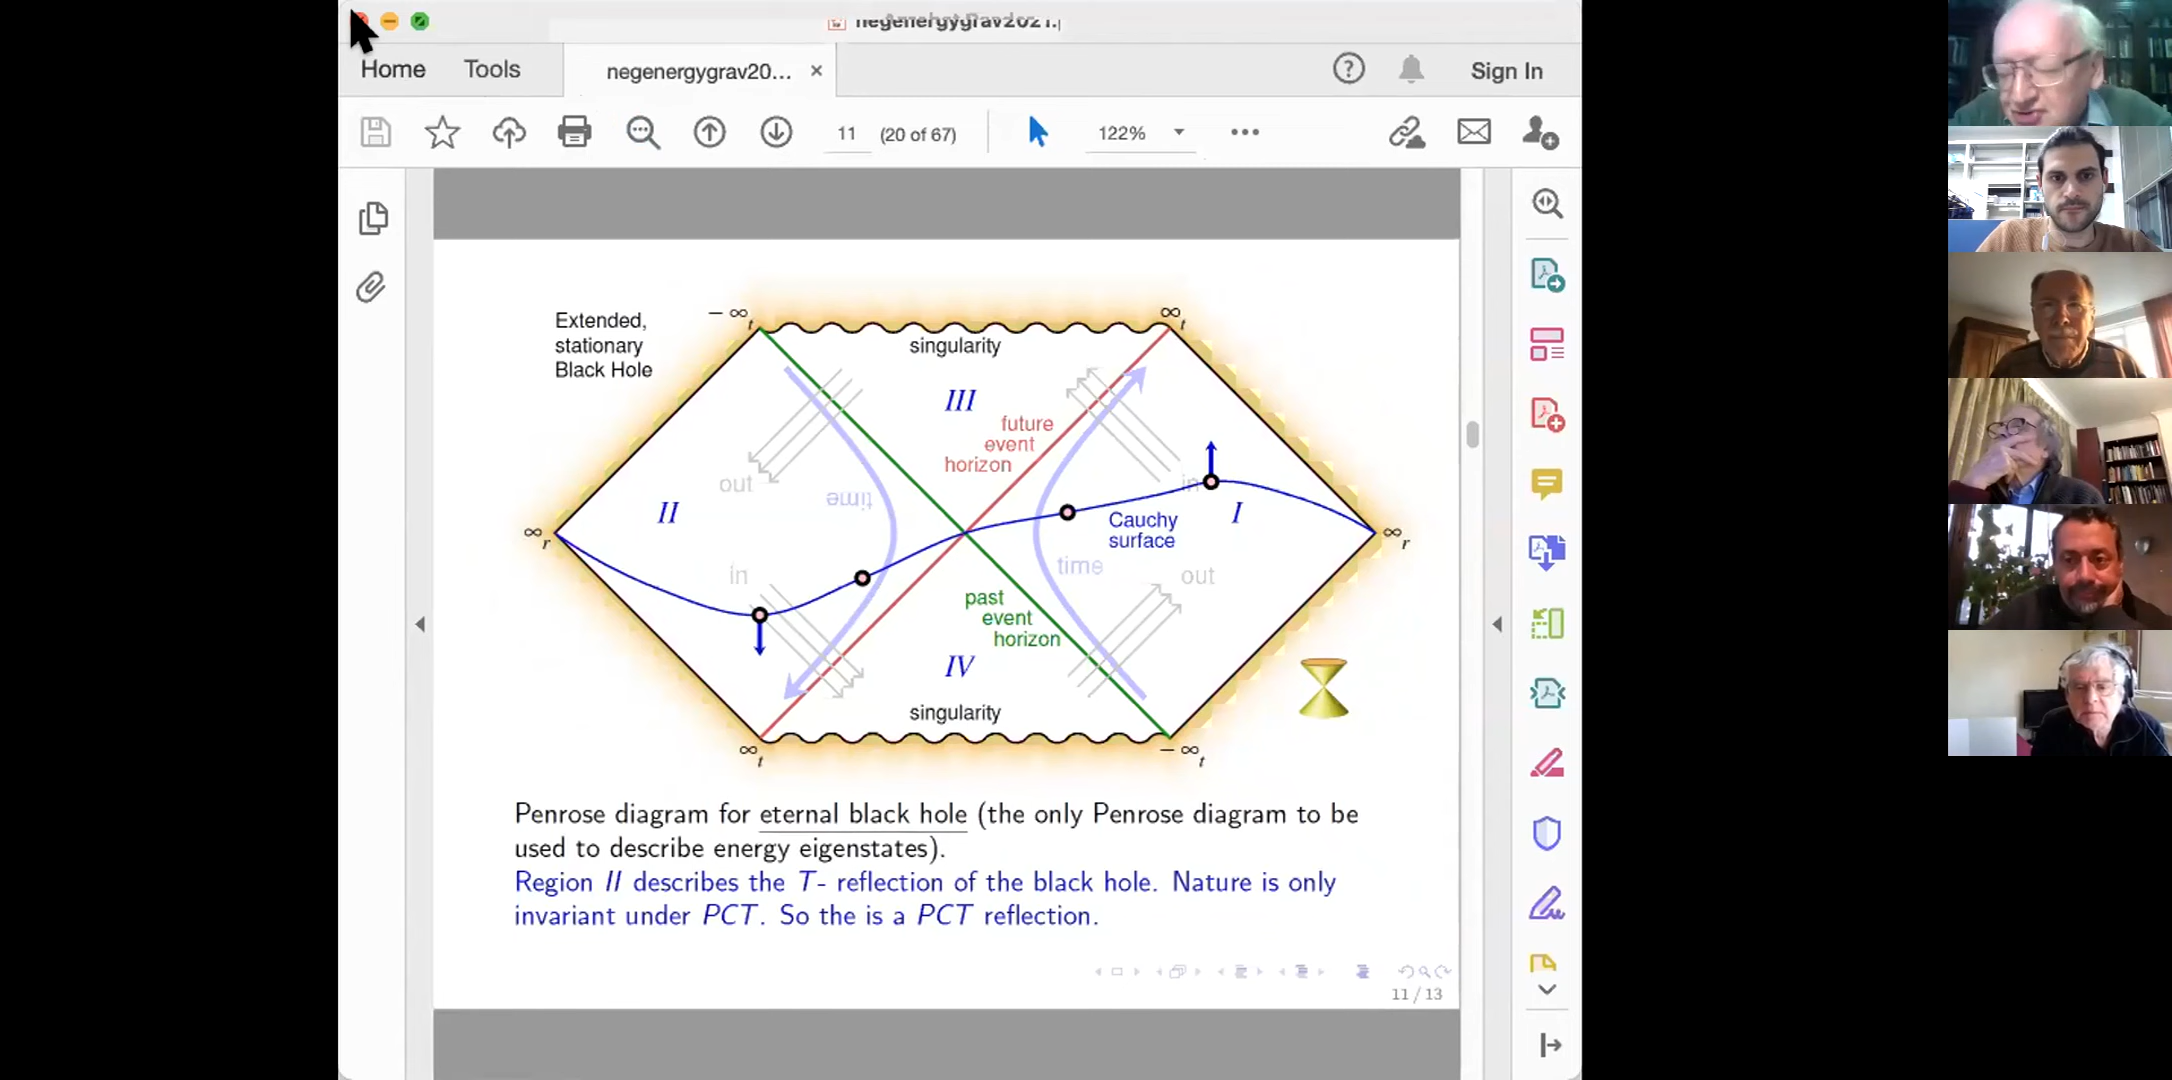 negenergygrav2021.p
Home Tools negenergygrav20... × Sign In
11 (20 of 67) 122%
Extended,
stationary
Black Hole
− ∞ t
∞ t
singularity
III
future
event
horizon
out
time
in
II
I
∞ r
∞ r
Cauchy
surface
in
time
out
past
event
horizon
IV
singularity
∞ t
− ∞ t
Penrose diagram for eternal black hole (the only Penrose diagram to be
used to describe energy eigenstates).
Region II describes the T- reflection of the black hole. Nature is only
invariant under PCT. So the is a PCT reflection.
11 / 13